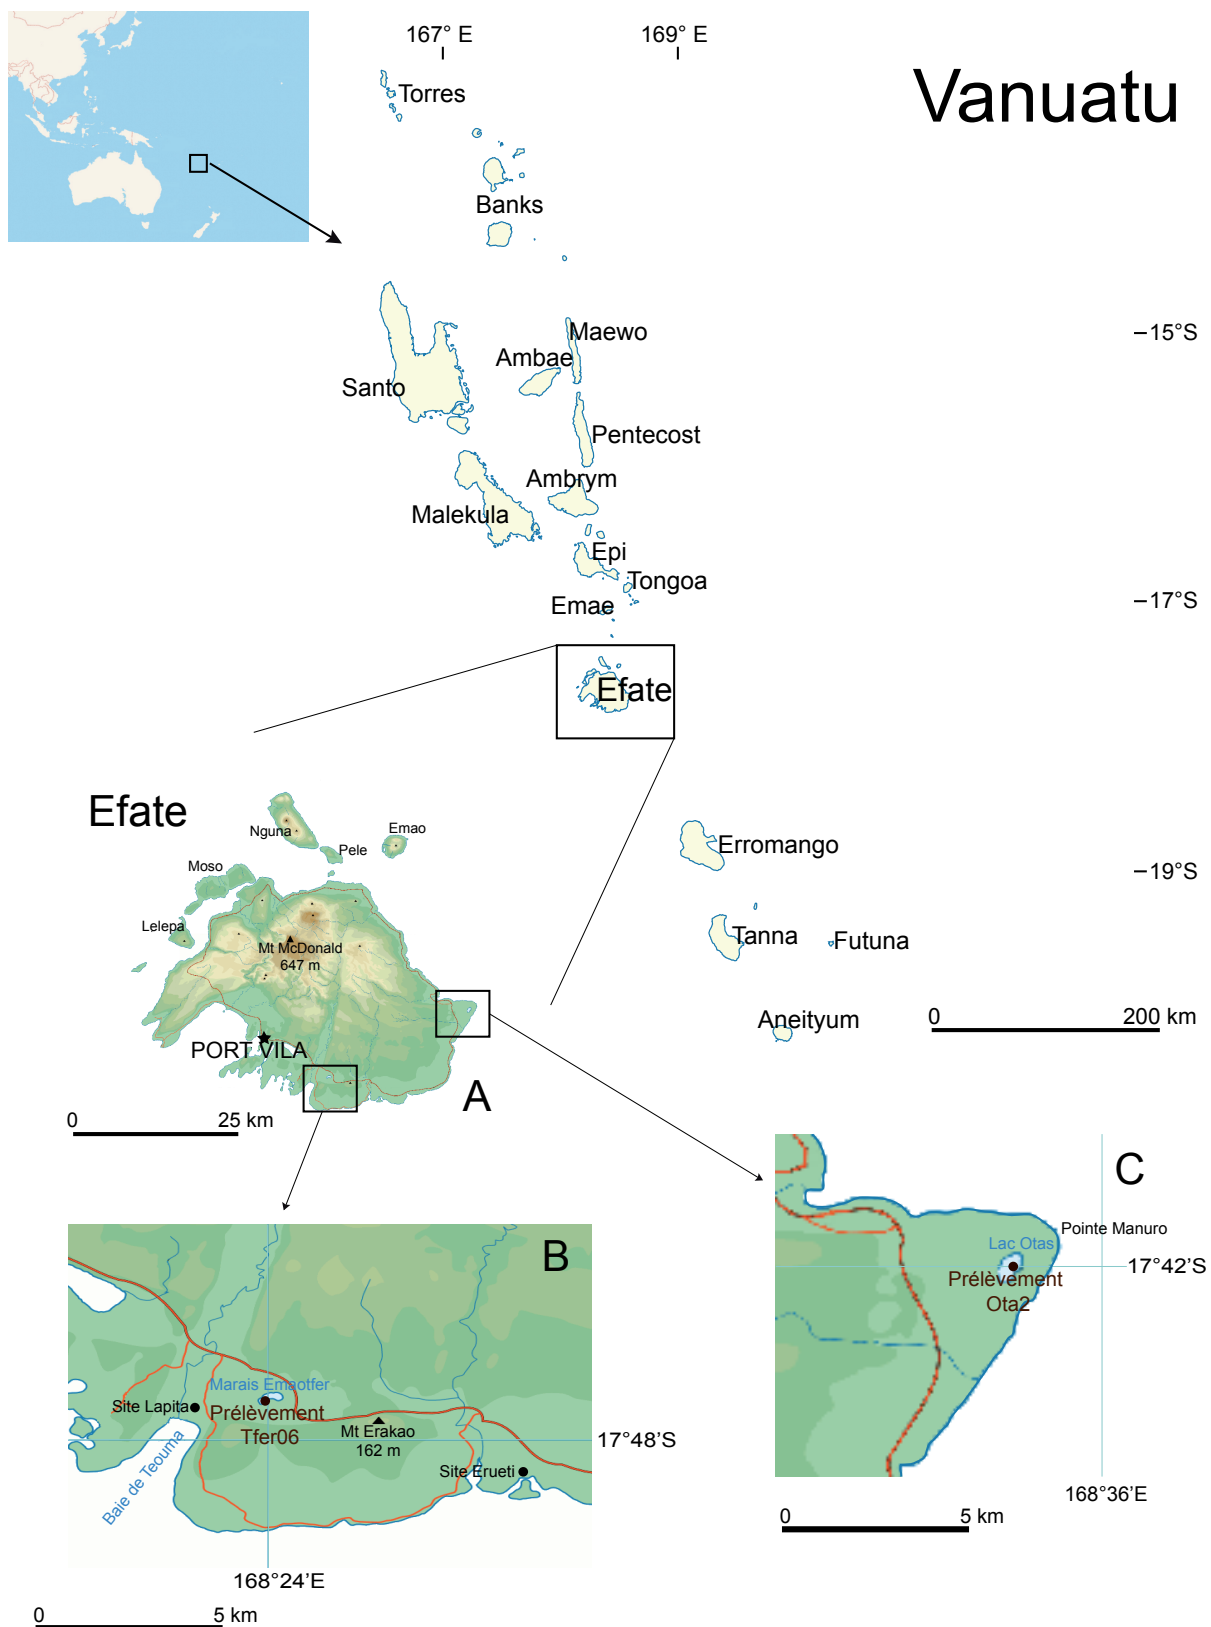 167° E
169° E
Vanuatu
Torres
Banks
Maewo
–15°S
Ambae
Santo
Pentecost
Ambrym
Malekula
Epi
Tongoa
–17°S
Emae
Efate
Efate
Nguna
Emao
Pele
Moso
Lelepa
Mt McDonald
647 m
PORT VILA
A
0
25 km
Erromango
–19°S
Tanna
Futuna
Aneityum
0
200 km
B
Marais Emaotfer
Site Lapita
Prélèvement
Tfer06
Mt Erakao
162 m
17°48'S
Site Erueti
Baie de Teouma
168°24'E
0
5 km
C
Pointe Manuro
Lac Otas
17°42'S
Prélèvement
Ota2
168°36'E
0
5 km